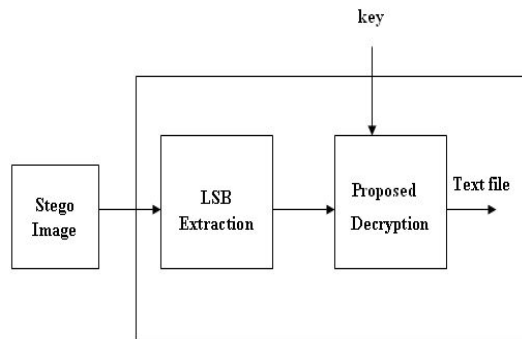 key
Stego
Image
LSB
Extraction
Proposed
Decryption
Text file